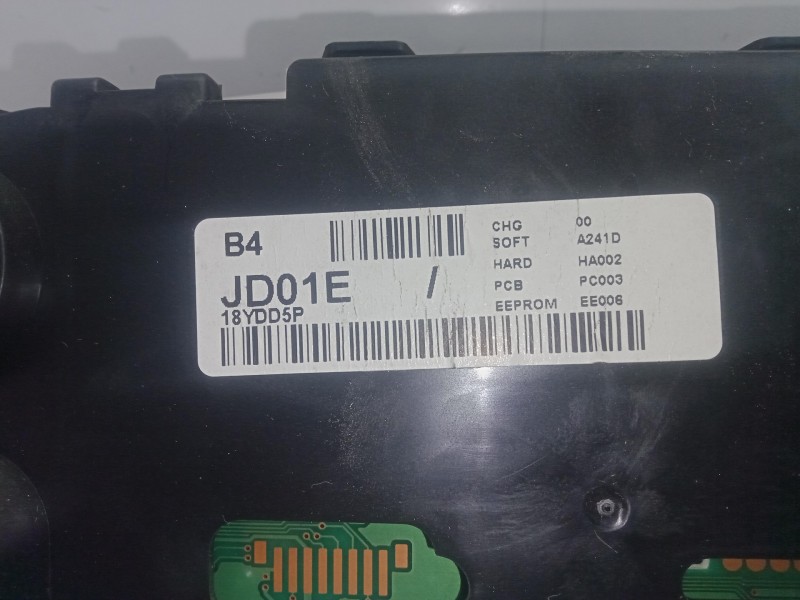 B4
JD01E /
18YDD5P
CHG 00
SOFT A241D
HARD HA002
PCB PC003
EEPROM EE006